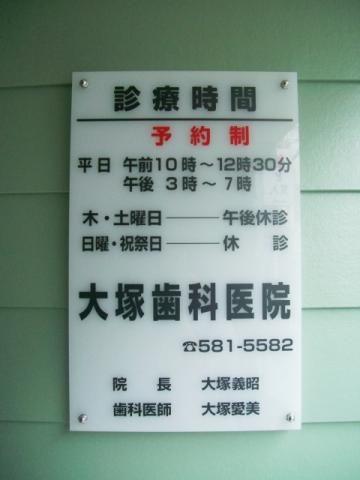 診療時間
予約制
平日 午前10時〜12時30分
午後 3時〜7時
木・土曜日――午後休診
日曜・祝祭日――休 診
大塚歯科医院
☎581-5582
院 長 大塚義昭
歯科医師 大塚愛美